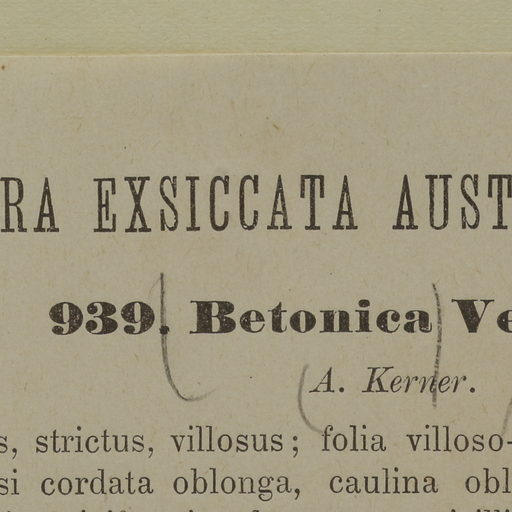 RA EXSICCATA AUST
939. Betonica Ve
A. Kerner.
s, strictus, villosus; folia villoso-
si cordata oblonga, caulina obl